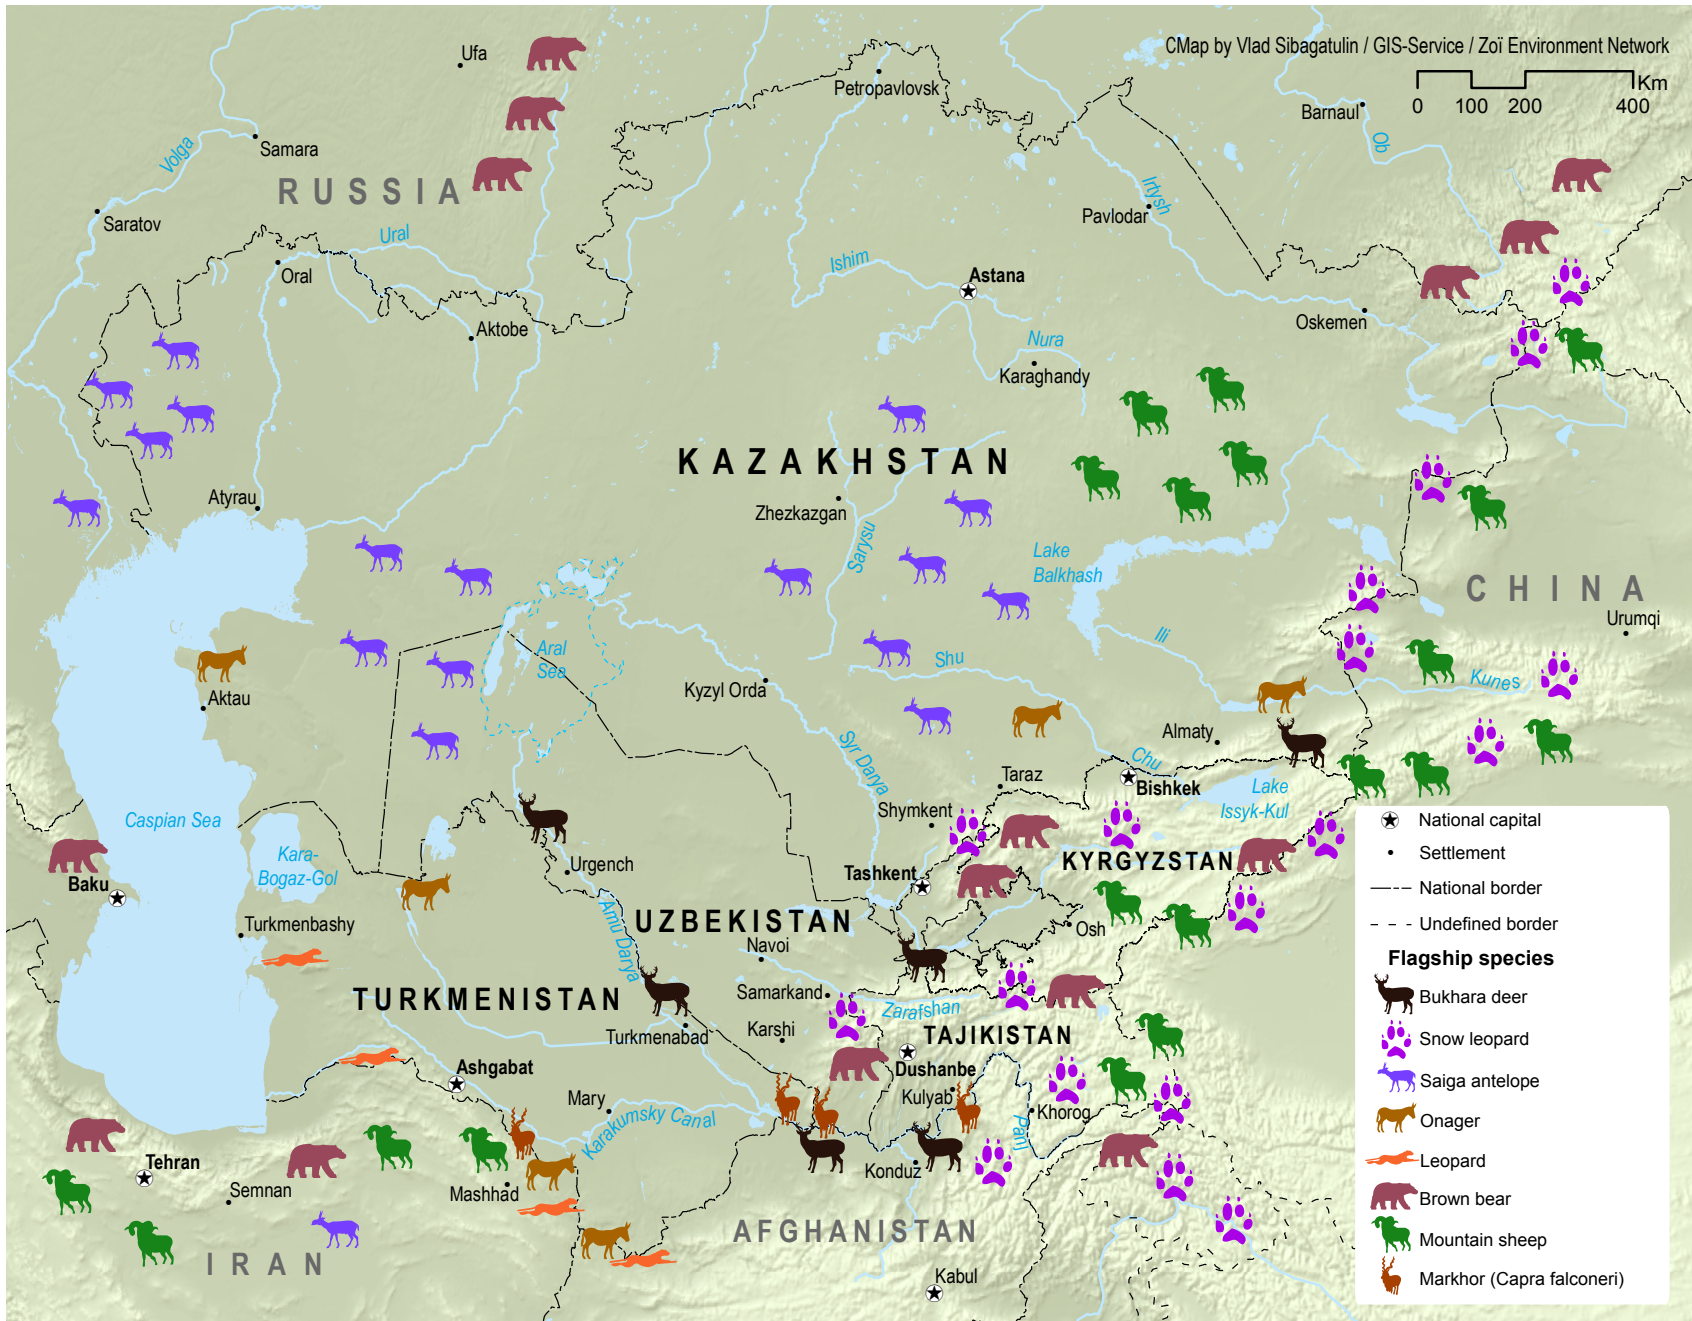 CMap by Vlad Sibagatulin / GIS-Service / Zoï Environment Network
Km
0 100 200 400
Ufa
Petropavlovsk
Barnaul
Ob
Volga
Samara
RUSSIA
Irtysh
Pavlodar
Saratov
Ural
Oral
Ishim
Astana
Oskemen
Aktobe
Nura
Karaghandy
KAZAKHSTAN
Atyrau
Zhezkazgan
Sarysu
Lake
Balkhash
CHINA
Urumqi
Ili
Aral
Sea
Shu
Kunes
Aktau
Kyzyl Orda
Syr Darya
Almaty
Chu
Bishkek
Taraz
Lake
Issyk-Kul
Shymkent
Caspian Sea
Kara-
Bogaz-Gol
Urgench
Tashkent
KYRGYZSTAN
Baku
Amu Darya
UZBEKISTAN
Osh
Turkmenbashy
Navoi
TURKMENISTAN
Samarkand
Zarafshan
Turkmenabad
Karshi
TAJIKISTAN
Dushanbe
Ashgabat
Kulyab
Mary
Karakumsky Canal
Panj
Khorog
Tehran
Semnan
Mashhad
Konduz
AFGHANISTAN
IRAN
Kabul
National capital
Settlement
National border
Undefined border
Flagship species
Bukhara deer
Snow leopard
Saiga antelope
Onager
Leopard
Brown bear
Mountain sheep
Markhor (Capra falconeri)